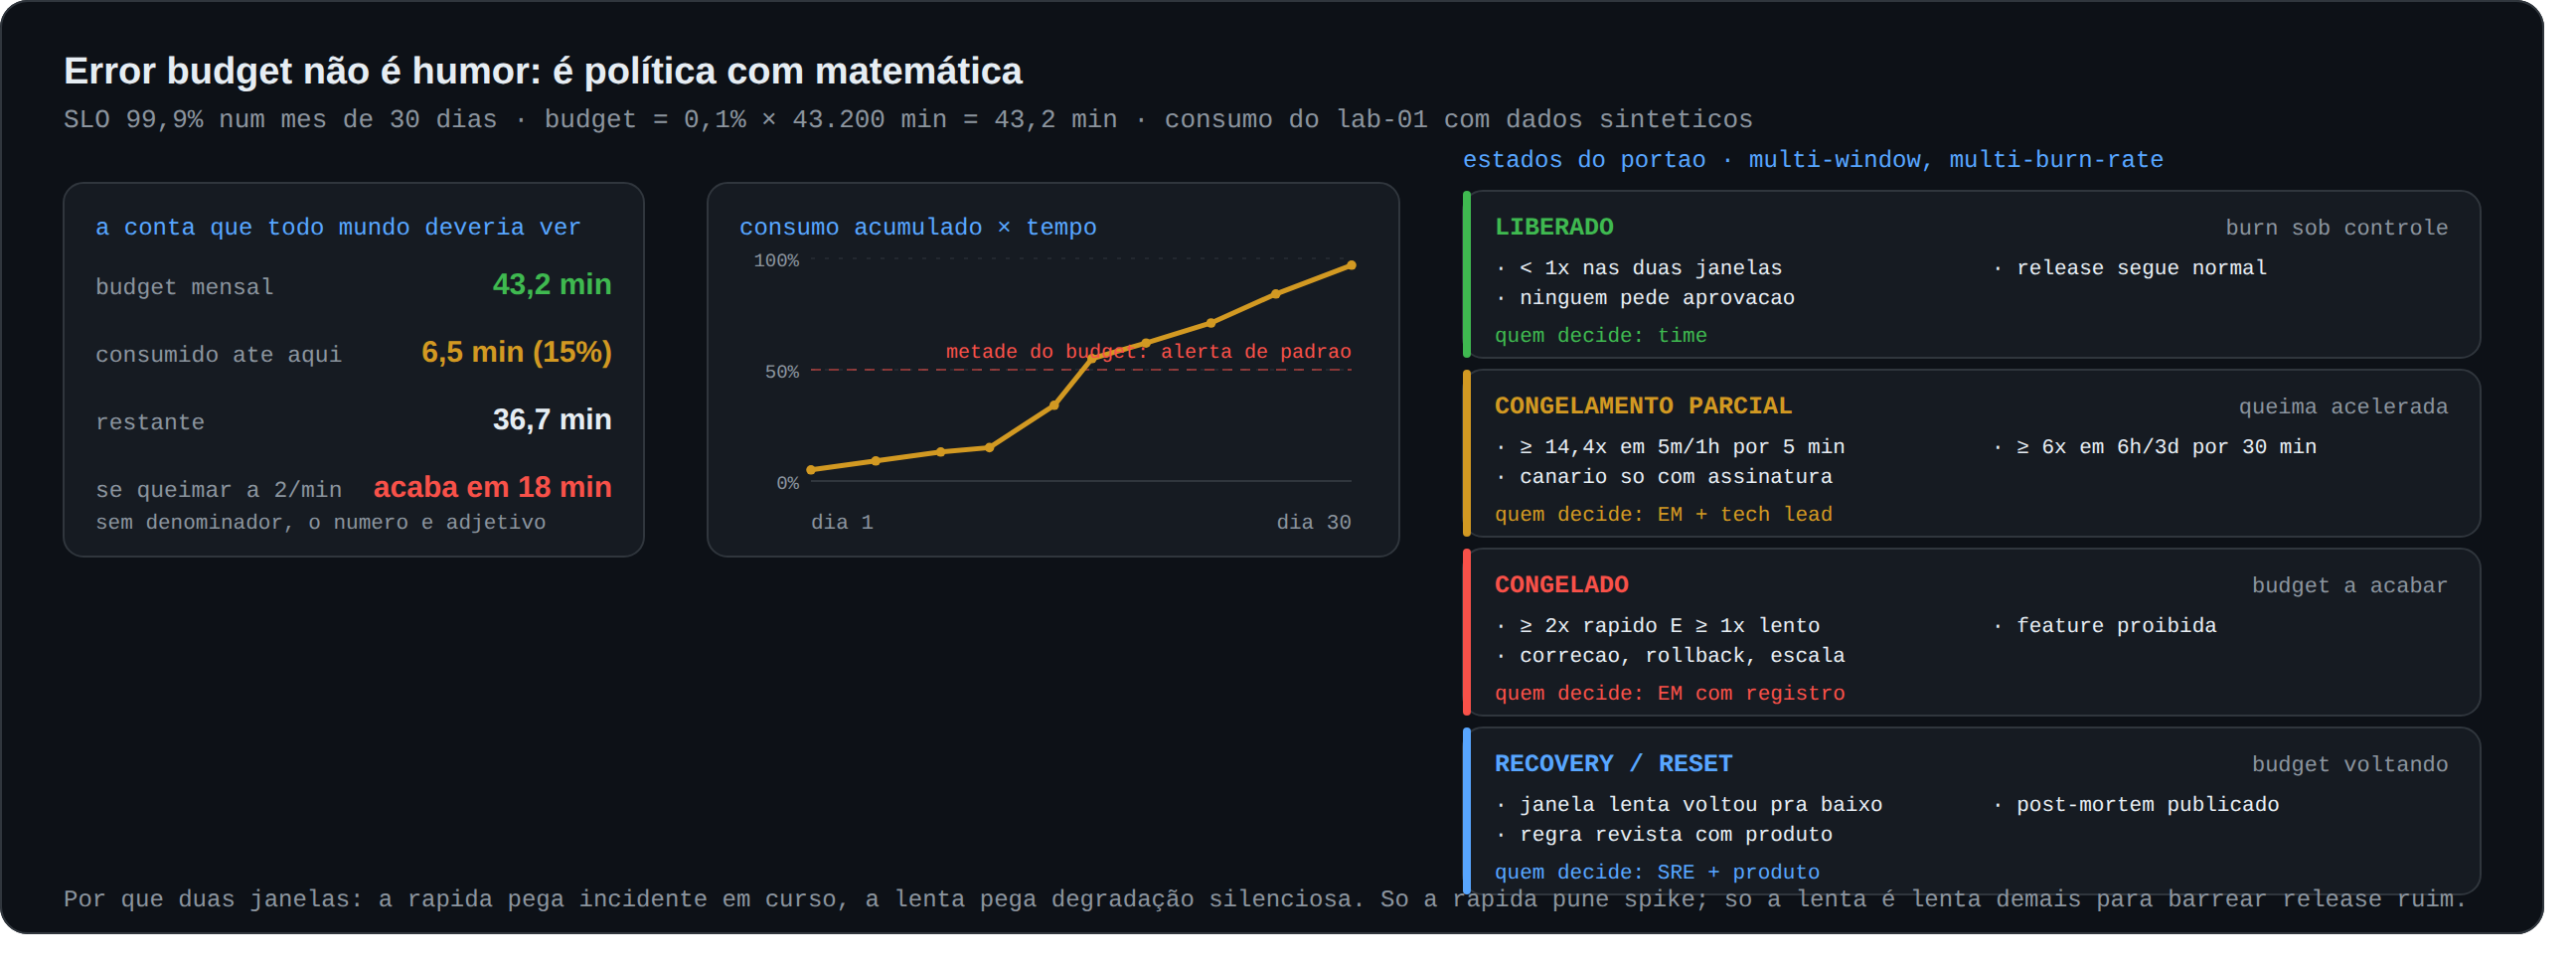 Error budget não é humor: é política com matemática
SLO 99,9% num mes de 30 dias · budget = 0,1% × 43.200 min = 43,2 min · consumo do lab-01 com dados sinteticos
a conta que todo mundo deveria ver
budget mensal 43,2 min
consumido ate aqui 6,5 min (15%)
restante 36,7 min
se queimar a 2/min acaba em 18 min
sem denominador, o numero e adjetivo
consumo acumulado × tempo
100%
metade do budget: alerta de padrao
50%
0%
dia 1 dia 30
estados do portao · multi-window, multi-burn-rate
LIBERADO burn sob controle
· < 1x nas duas janelas · release segue normal
· ninguem pede aprovacao
quem decide: time
CONGELAMENTO PARCIAL queima acelerada
· ≥ 14,4x em 5m/1h por 5 min · ≥ 6x em 6h/3d por 30 min
· canario so com assinatura
quem decide: EM + tech lead
CONGELADO budget a acabar
· ≥ 2x rapido E ≥ 1x lento · feature proibida
· correcao, rollback, escala
quem decide: EM com registro
RECOVERY / RESET budget voltando
· janela lenta voltou pra baixo · post-mortem publicado
· regra revista com produto
quem decide: SRE + produto
Por que duas janelas: a rapida pega incidente em curso, a lenta pega degradação silenciosa. So a rapida pune spike; so a lenta é lenta demais para barrear release ruim.